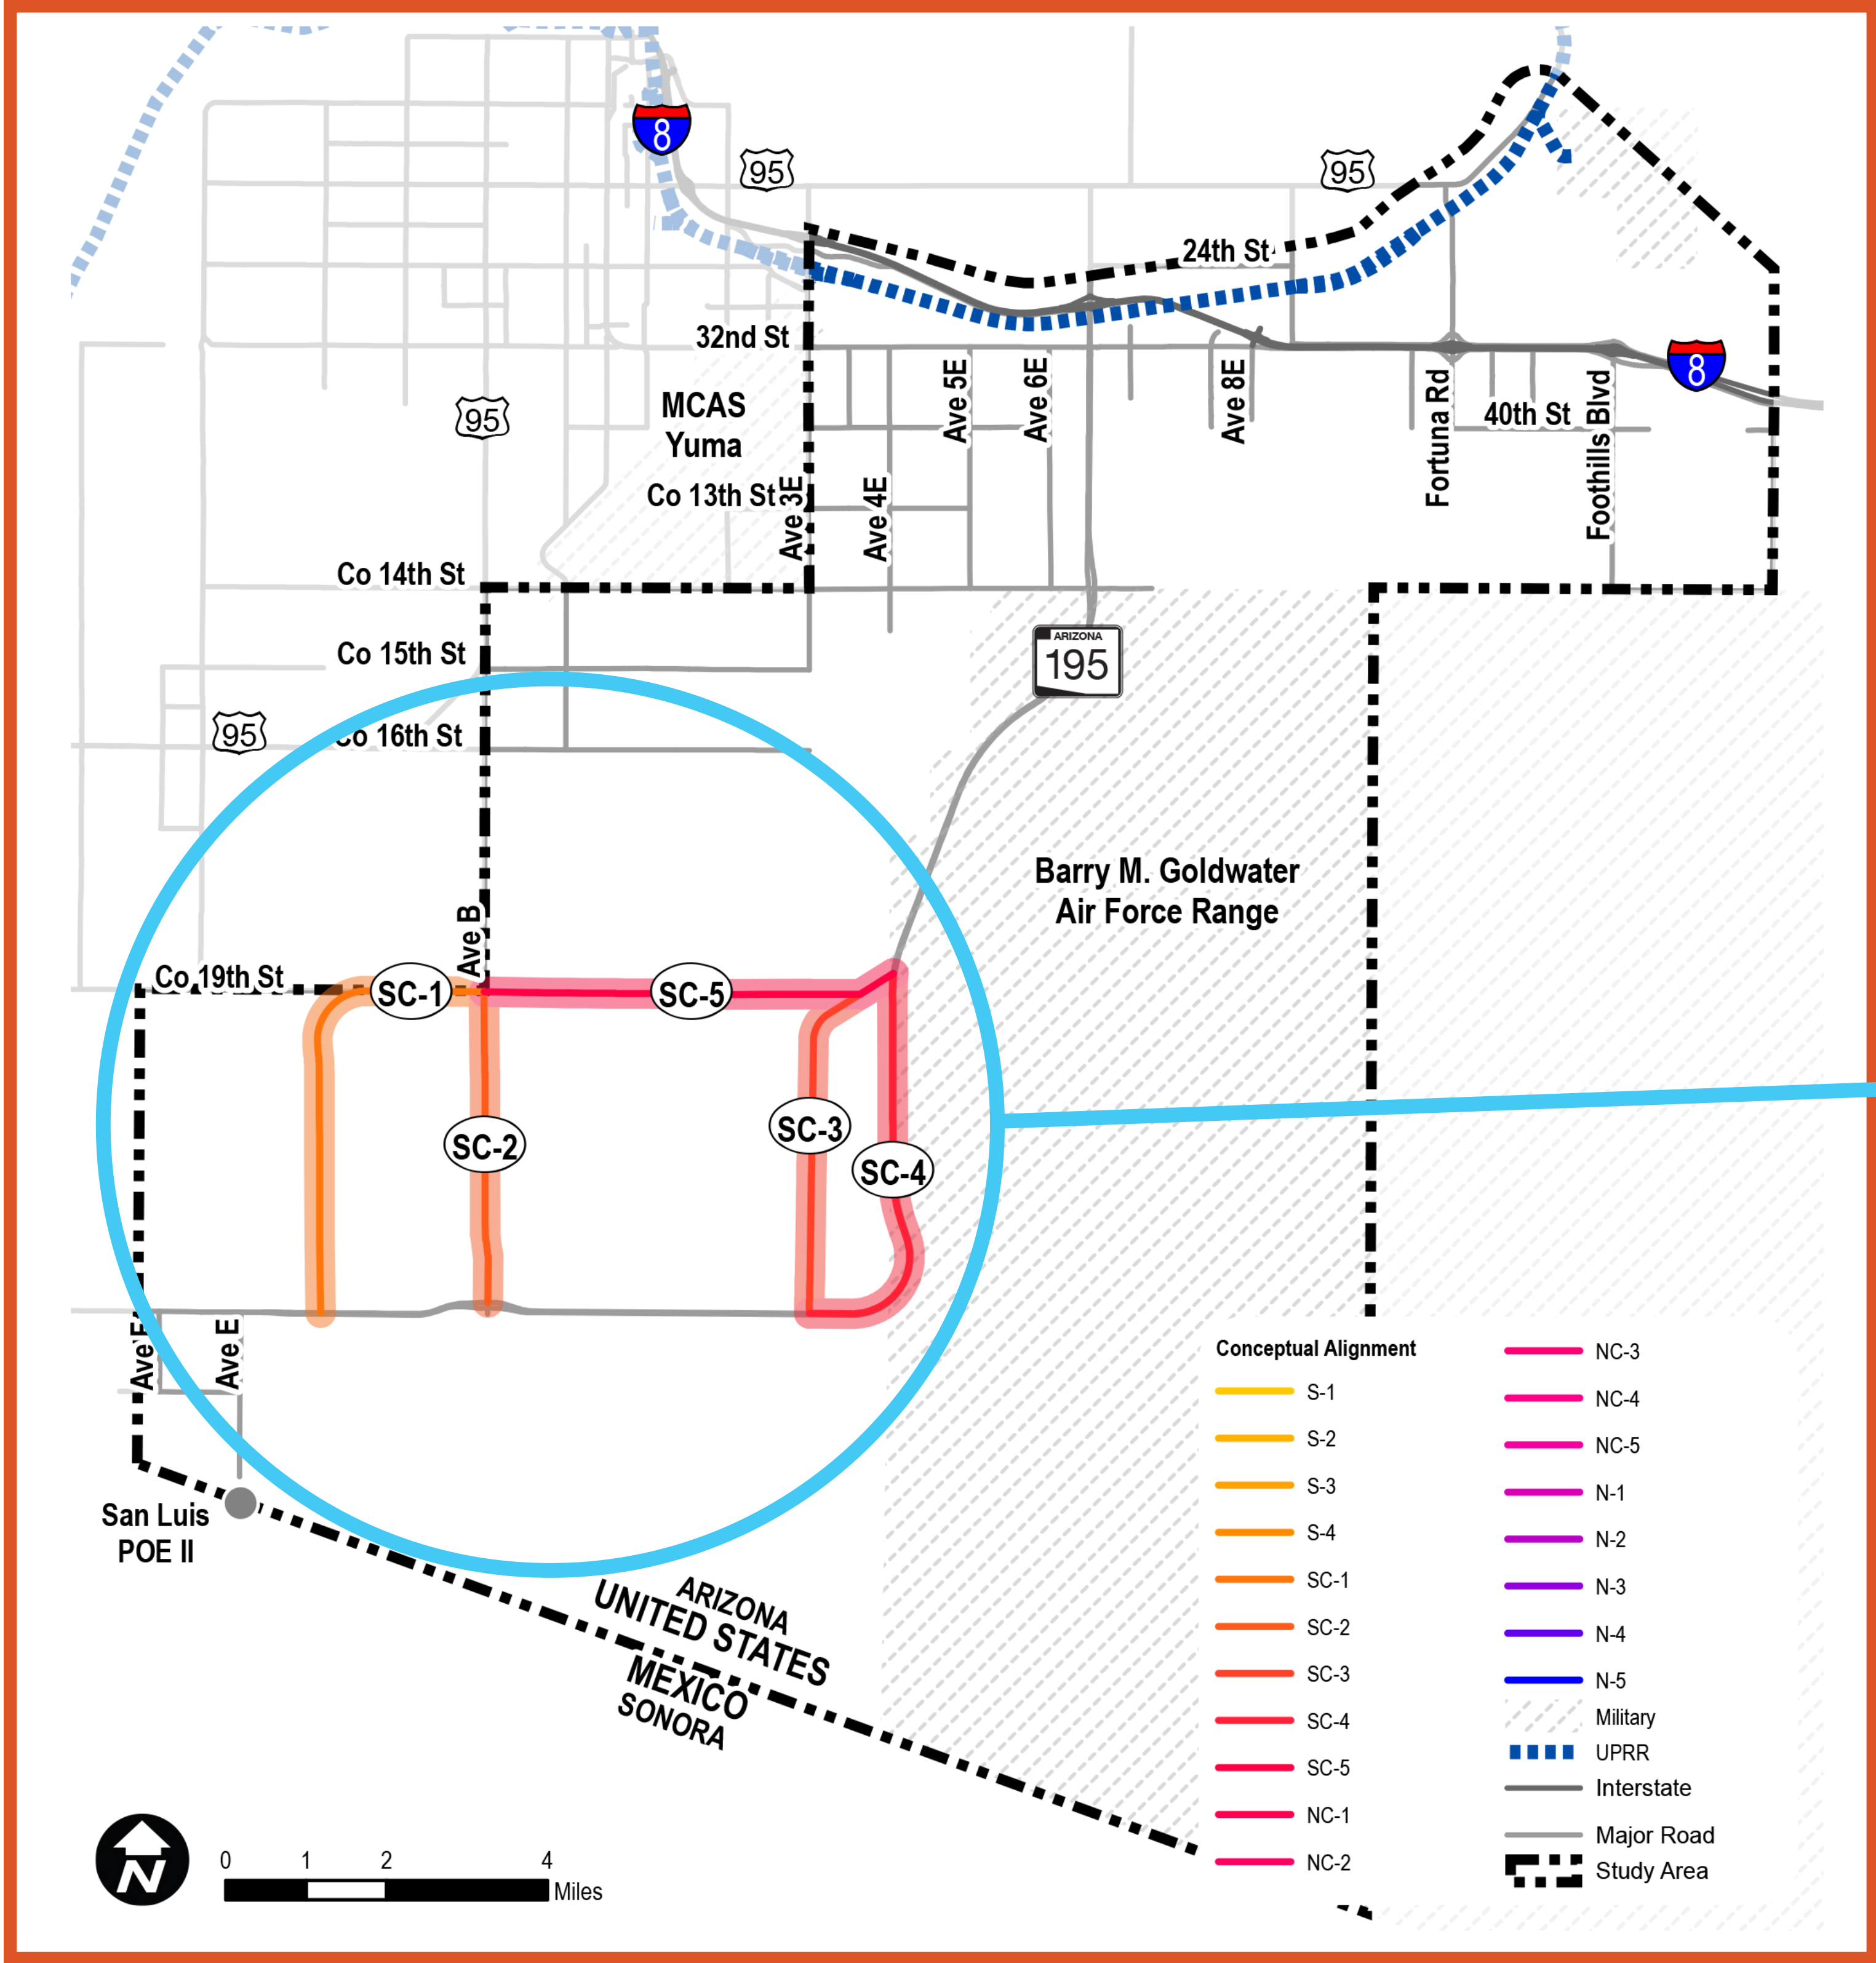 8
95
95
24th St
32nd St
8
MCAS
Yuma
95
Ave 5E
Ave 6E
Ave 8E
Fortuna Rd
40th St
Foothills Blvd
Co 13th St
Ave 3E
Ave 4E
Co 14th St
Co 15th St
ARIZONA
195
95
Co 16th St
Barry M. Goldwater
Air Force Range
Ave B
Co 19th St
SC-1
SC-5
SC-2
SC-3
SC-4
Ave F
Ave E
San Luis
POE II
ARIZONA
UNITED STATES
MEXICO
SONORA
Conceptual Alignment
S-1
S-2
S-3
S-4
SC-1
SC-2
SC-3
SC-4
SC-5
NC-1
NC-2
NC-3
NC-4
NC-5
N-1
N-2
N-3
N-4
N-5
Military
UPRR
Interstate
Major Road
Study Area
N
0 1 2 4
Miles